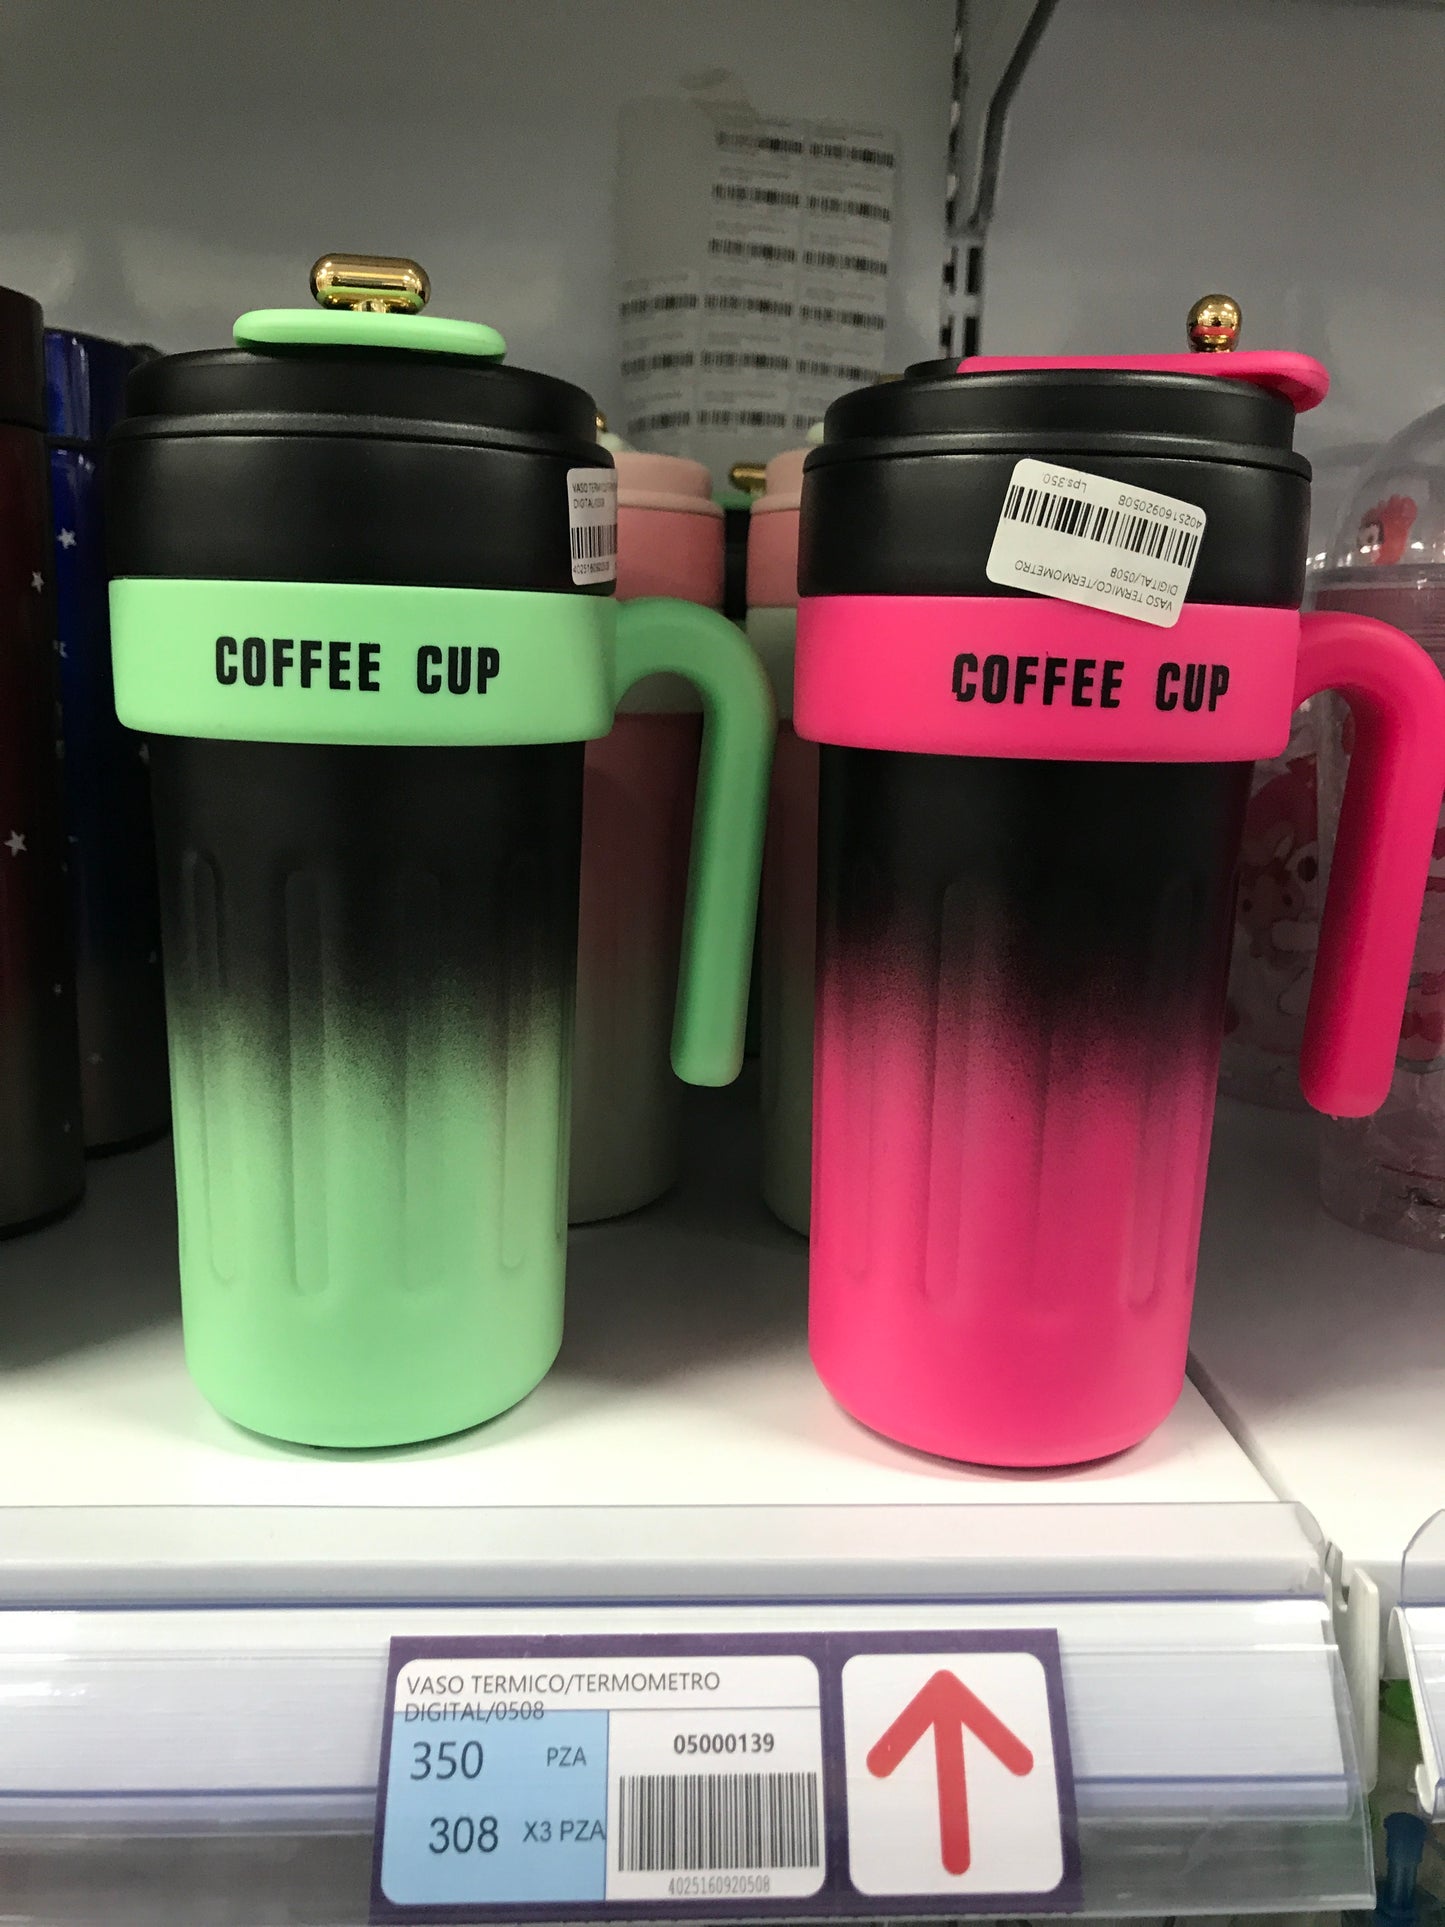 VASO TERMICO/TERMOMETRO
DIGITAL/0508
4025160920508
Lps.350
COFFEE CUP
COFFEE CUP
VASO TERMICO/TERMOMETRO
DIGITAL/0508
350 PZA
308 X3 PZA
05000139
4025160920508